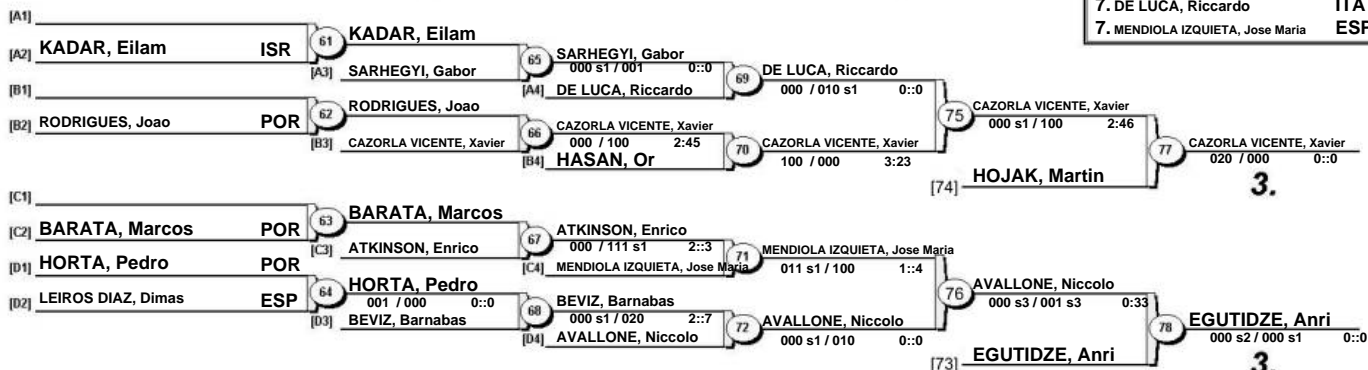 7. DE LUCA, Riccardo ITA
7. MENDIOLA IZQUIETA, Jose Maria ESP
[A1]
[A2] KADAR, Eilam ISR
61
KADAR, Eilam
[A3] SARHEGYI, Gabor
65
SARHEGYI, Gabor
000 s1 / 001 0::0
[A4] DE LUCA, Riccardo
69
DE LUCA, Riccardo
000 / 010 s1 0::0
[B1]
[B2] RODRIGUES, Joao POR
62
RODRIGUES, Joao
[B3] CAZORLA VICENTE, Xavier
66
CAZORLA VICENTE, Xavier
000 / 100 2:45
[B4] HASAN, Or
70
CAZORLA VICENTE, Xavier
100 / 000 3:23
75
CAZORLA VICENTE, Xavier
000 s1 / 100 2:46
[74] HOJAK, Martin
77
CAZORLA VICENTE, Xavier
020 / 000 0::0
3.
[C1]
[C2] BARATA, Marcos POR
63
BARATA, Marcos
[C3] ATKINSON, Enrico
67
ATKINSON, Enrico
000 / 111 s1 2::3
[C4] MENDIOLA IZQUIETA, Jose Maria
71
MENDIOLA IZQUIETA, Jose Maria
011 s1 / 100 1::4
[D1] HORTA, Pedro POR
[D2] LEIROS DIAZ, Dimas ESP
64
HORTA, Pedro
001 / 000 0::0
[D3] BEVIZ, Barnabas
68
BEVIZ, Barnabas
000 s1 / 020 2::7
[D4] AVALLONE, Niccolo
72
AVALLONE, Niccolo
000 s1 / 010 0::0
76
AVALLONE, Niccolo
000 s3 / 001 s3 0:33
[73] EGUTIDZE, Anri
78
EGUTIDZE, Anri
000 s2 / 000 s1 0::0
3.